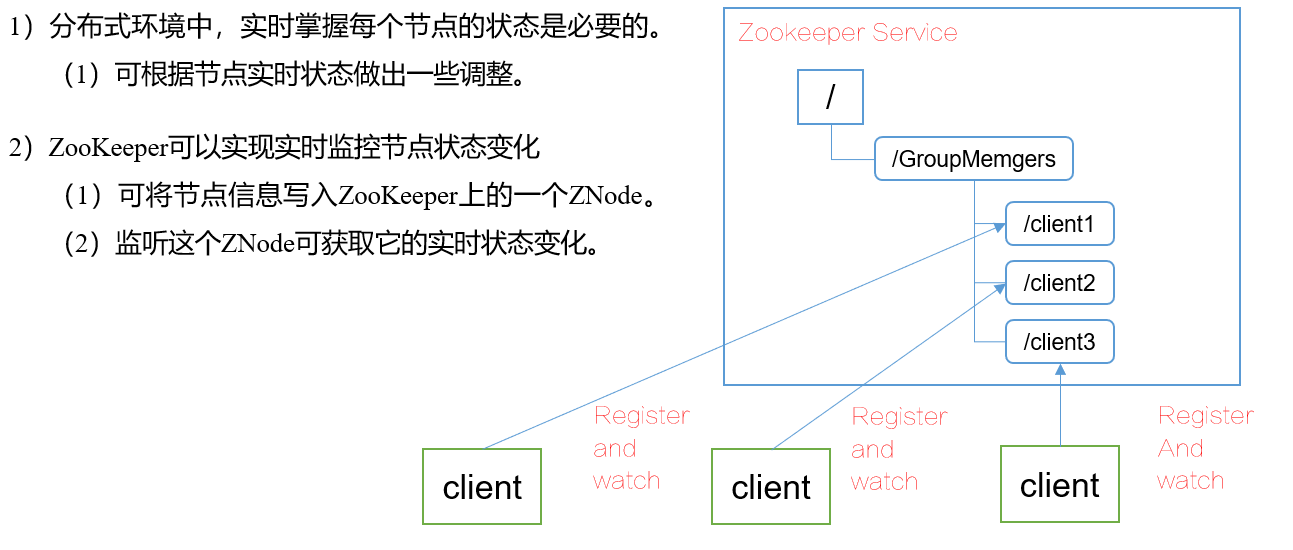 1）分布式环境中，实时掌握每个节点的状态是必要的。
（1）可根据节点实时状态做出一些调整。
2）ZooKeeper可以实现实时监控节点状态变化
（1）可将节点信息写入ZooKeeper上的一个ZNode。
（2）监听这个ZNode可获取它的实时状态变化。
Zookeeper Service
/
/GroupMemgers
/client1
/client2
/client3
Register
and
watch
Register
and
watch
Register
And
watch
client
client
client